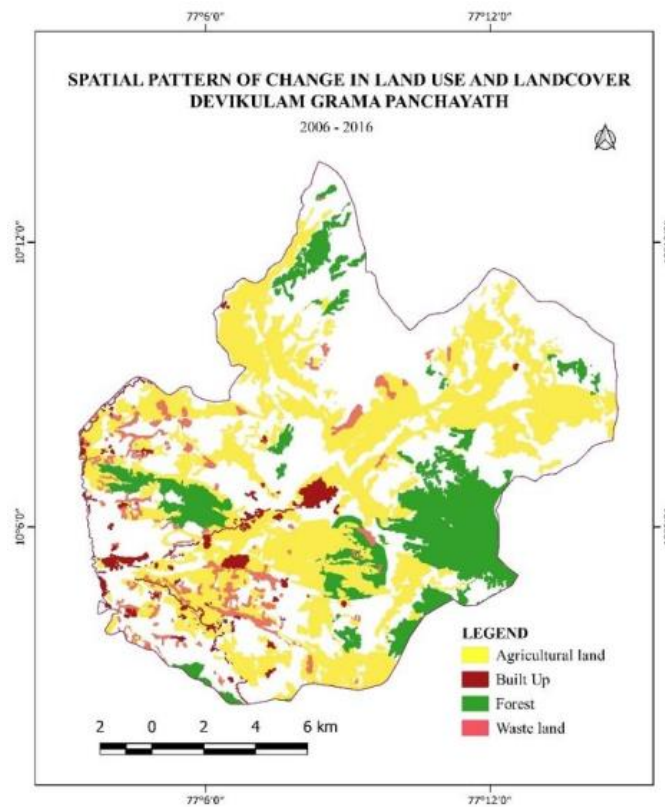 77°6'0"
77°12'0"
SPATIAL PATTERN OF CHANGE IN LAND USE AND LANDCOVER
DEVIKULAM GRAMA PANCHAYATH
2006 - 2016
10°12'0"
10°6'0"
LEGEND
Agricultural land
Built Up
Forest
Waste land
2 0 2 4 6 km
77°6'0"
77°12'0"